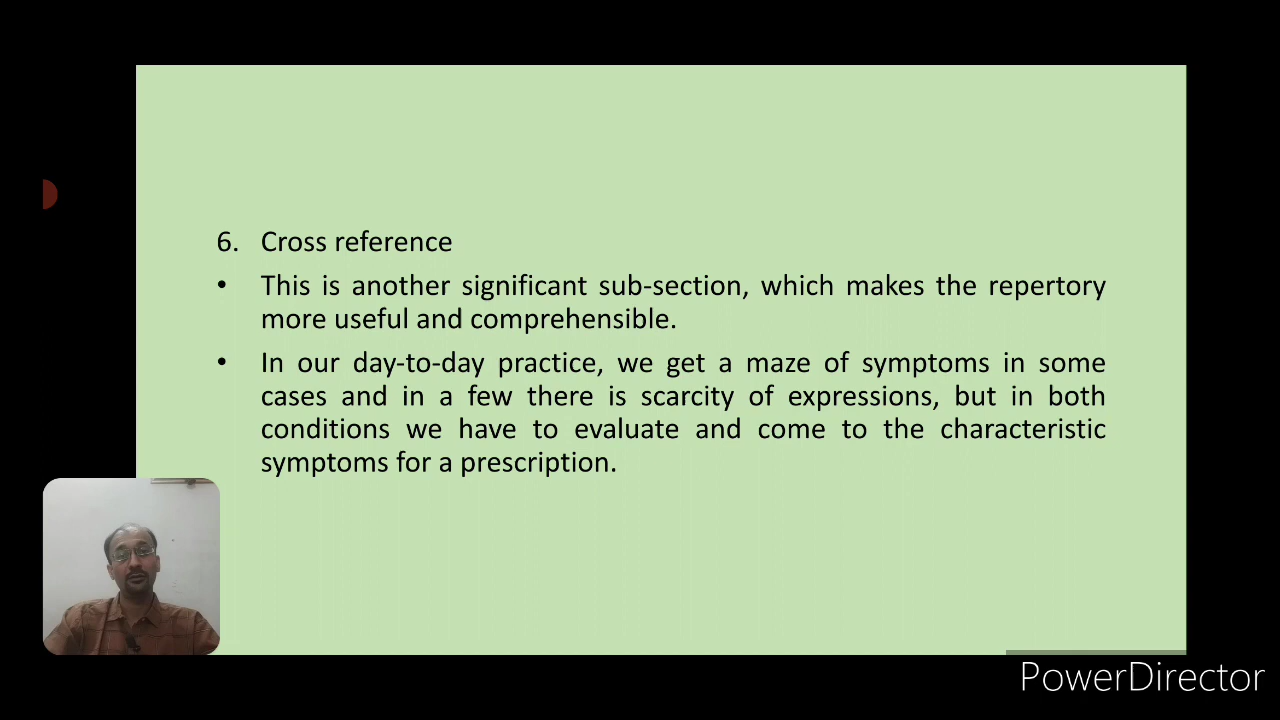 6. Cross reference
• This is another significant sub-section, which makes the repertory
more useful and comprehensible.
• In our day-to-day practice, we get a maze of symptoms in some
cases and in a few there is scarcity of expressions, but in both
conditions we have to evaluate and come to the characteristic
symptoms for a prescription.
PowerDirector